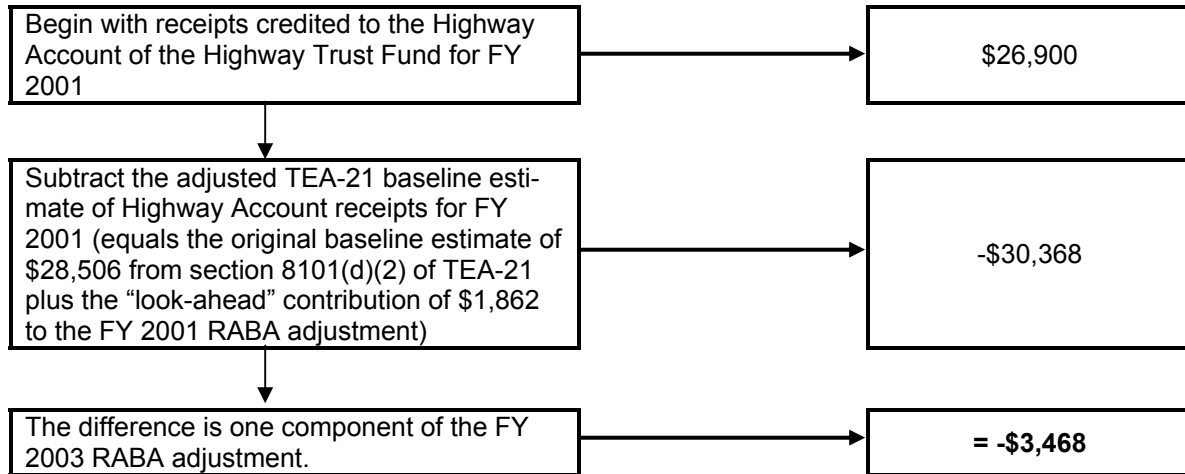 Begin with receipts credited to the Highway
Account of the Highway Trust Fund for FY
2001
$26,900
Subtract the adjusted TEA-21 baseline esti-
mate of Highway Account receipts for FY
2001 (equals the original baseline estimate of
$28,506 from section 8101(d)(2) of TEA-21
plus the “look-ahead” contribution of $1,862
to the FY 2001 RABA adjustment)
-$30,368
The difference is one component of the FY
2003 RABA adjustment.
= -$3,468